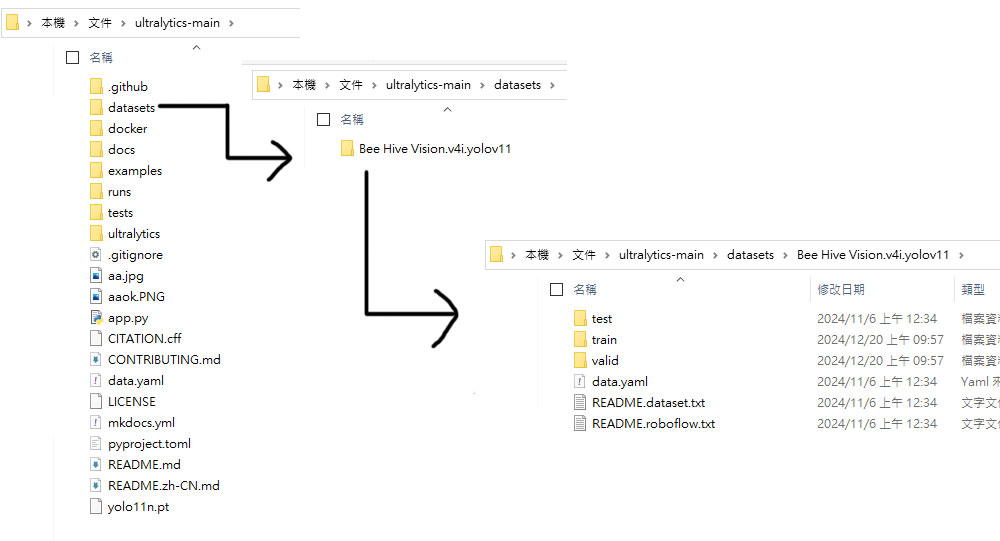 本機 > 文件 > ultralytics-main >
名稱
.github
datasets
docker
docs
examples
runs
tests
ultralytics
.gitignore
aa.jpg
aaok.PNG
app.py
CITATION.cff
CONTRIBUTING.md
data.yaml
LICENSE
mkdocs.yml
pyproject.toml
README.md
README.zh-CN.md
yolo11n.pt
本機 > 文件 > ultralytics-main > datasets >
名稱
Bee Hive Vision.v4i.yolov11
本機 > 文件 > ultralytics-main > datasets > Bee Hive Vision.v4i.yolov11 >
名稱 修改日期 類型
test 2024/11/6 上午 12:34 檔案資
train 2024/12/20 上午 09:57 檔案資
valid 2024/12/20 上午 09:57 檔案資
data.yaml 2024/11/6 上午 12:34 Yaml
README.dataset.txt 2024/11/6 上午 12:34 文字文
README.roboflow.txt 2024/11/6 上午 12:34 文字文